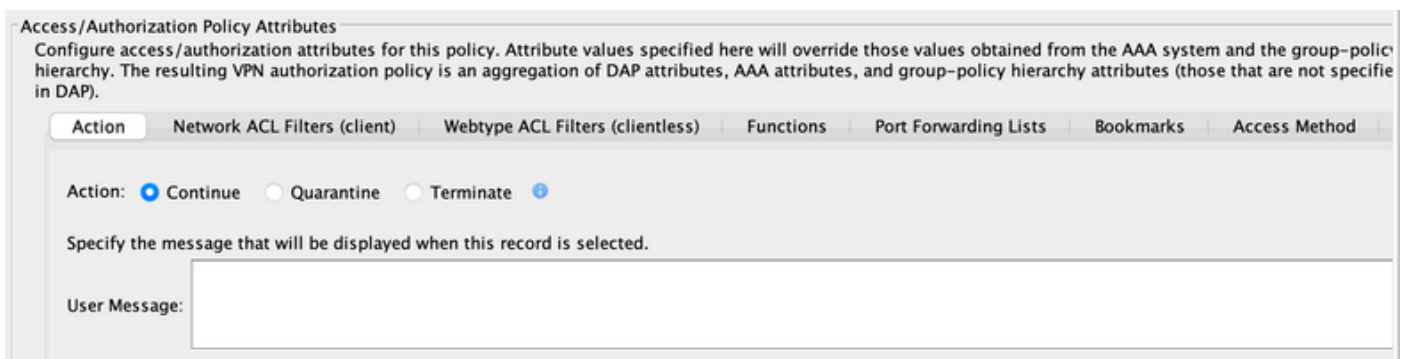 Access/Authorization Policy Attributes
Configure access/authorization attributes for this policy. Attribute values specified here will override those values obtained from the AAA system and the group-policy
hierarchy. The resulting VPN authorization policy is an aggregation of DAP attributes, AAA attributes, and group-policy hierarchy attributes (those that are not specifie
in DAP).
Action Network ACL Filters (client) Webtype ACL Filters (clientless) Functions Port Forwarding Lists Bookmarks Access Method
Action: Continue Quarantine Terminate
Specify the message that will be displayed when this record is selected.
User Message: